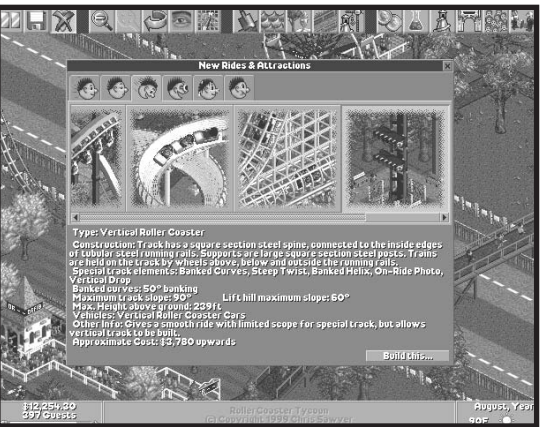 New Rides & Attractions
Type: Vertical Roller Coaster
Construction: Track has a square section steel spine, connected to the inside edges
of tubular steel running rails. Supports are large square section steel posts. Trains
are held on the track by wheels above, below and outside the running rails.
Special track elements: Banked Curves, Steep Twist, Banked Helix, On-Ride Photo,
Vertical Drop
Banked curves: 50° banking
Maximum track slope: 90° Lift hill maximum slope: 60°
Max. Height above ground: 239ft
Vehicles: Vertical Roller Coaster Cars
Other Info: Gives a smooth ride with limited scope for special track, but allows
vertical track to be built.
Approximate Cost: $3,780 upwards
Build this...
$12,254.30
397 Guests
RollerCoaster Tycoon
(c) Copyright 1999 Chris Sawyer
August, Year
90F